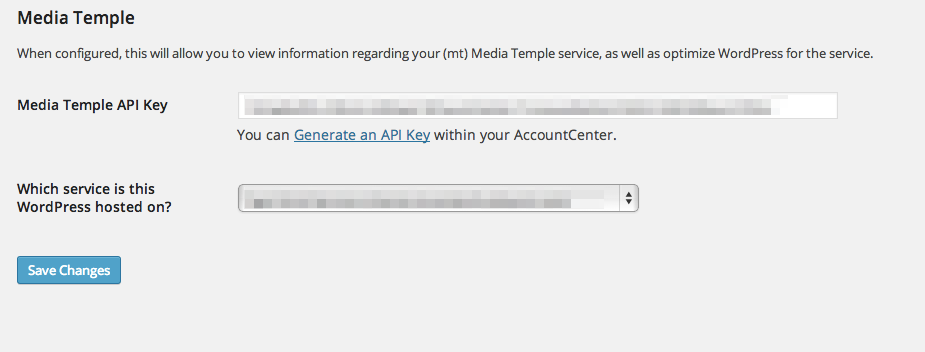 Media Temple
When configured, this will allow you to view information regarding your (mt) Media Temple service, as well as optimize WordPress for the service.
Media Temple API Key
You can Generate an API Key within your AccountCenter.
Which service is this
WordPress hosted on?
Save Changes